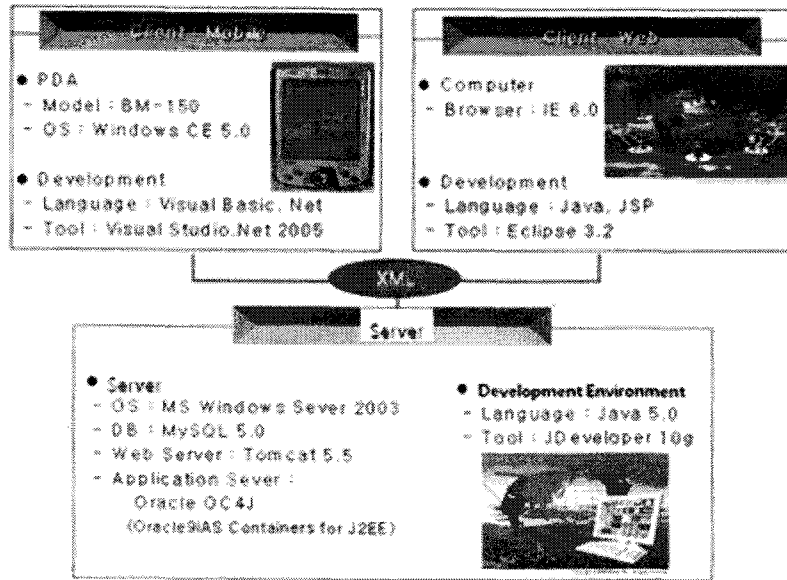 Client : Mobile
● PDA
- Model : BM-150
- OS : Windows CE 5.0
● Development
- Language : Visual Basic, Net
- Tool : Visual Studio.Net 2005
Client : Web
● Computer
- Browser : IE 6.0
● Development
- Language : Java, JSP
- Tool : Eclipse 3.2
XML
Server
● Server
- OS : MS Windows Sever 2003
- DB : MySQL 5.0
- Web Server : Tomcat 5.5
- Application Sever :
Oracle OC4J
(Oracle9iAS Containers for J2EE)
● Development Environment
- Language : Java 5.0
- Tool : JDeveloper 10g